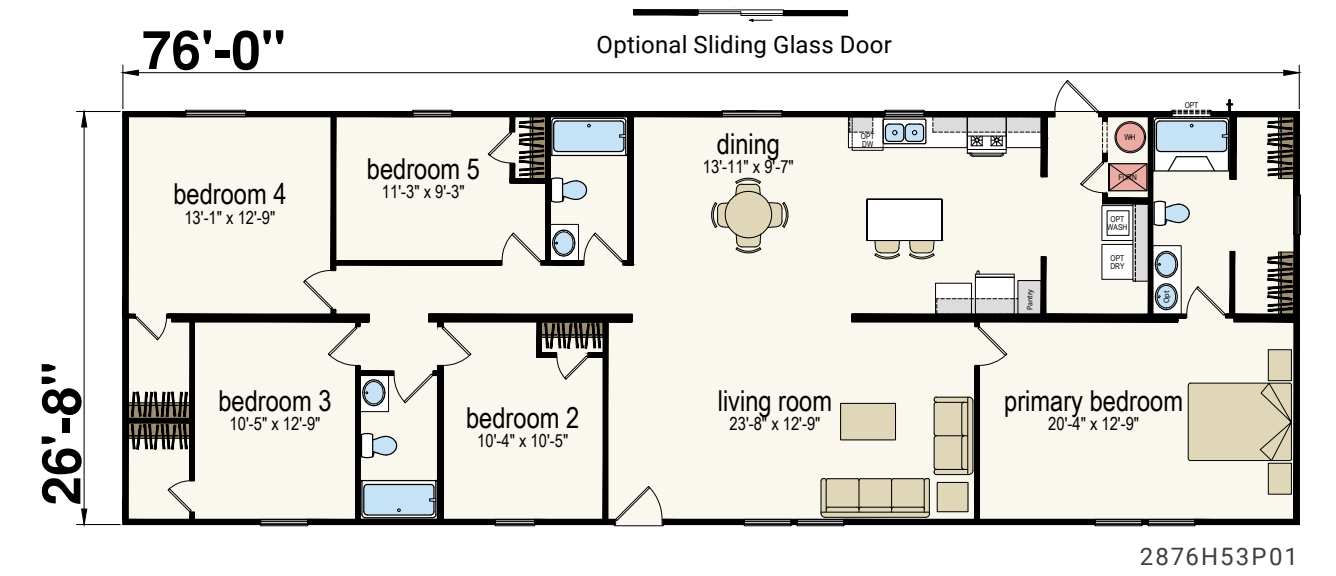 76'-0"
Optional Sliding Glass Door
OPT
dining
13'-11" x 9'-7"
OPT
DW
WH
FURN
bedroom 5
11'-3" x 9'-3"
bedroom 4
13'-1" x 12'-9"
OPT
WASH
OPT
DRY
Opt
Pantry
26'-8"
bedroom 3
10'-5" x 12'-9"
bedroom 2
10'-4" x 10'-5"
living room
23'-8" x 12'-9"
primary bedroom
20'-4" x 12'-9"
2876H53P01